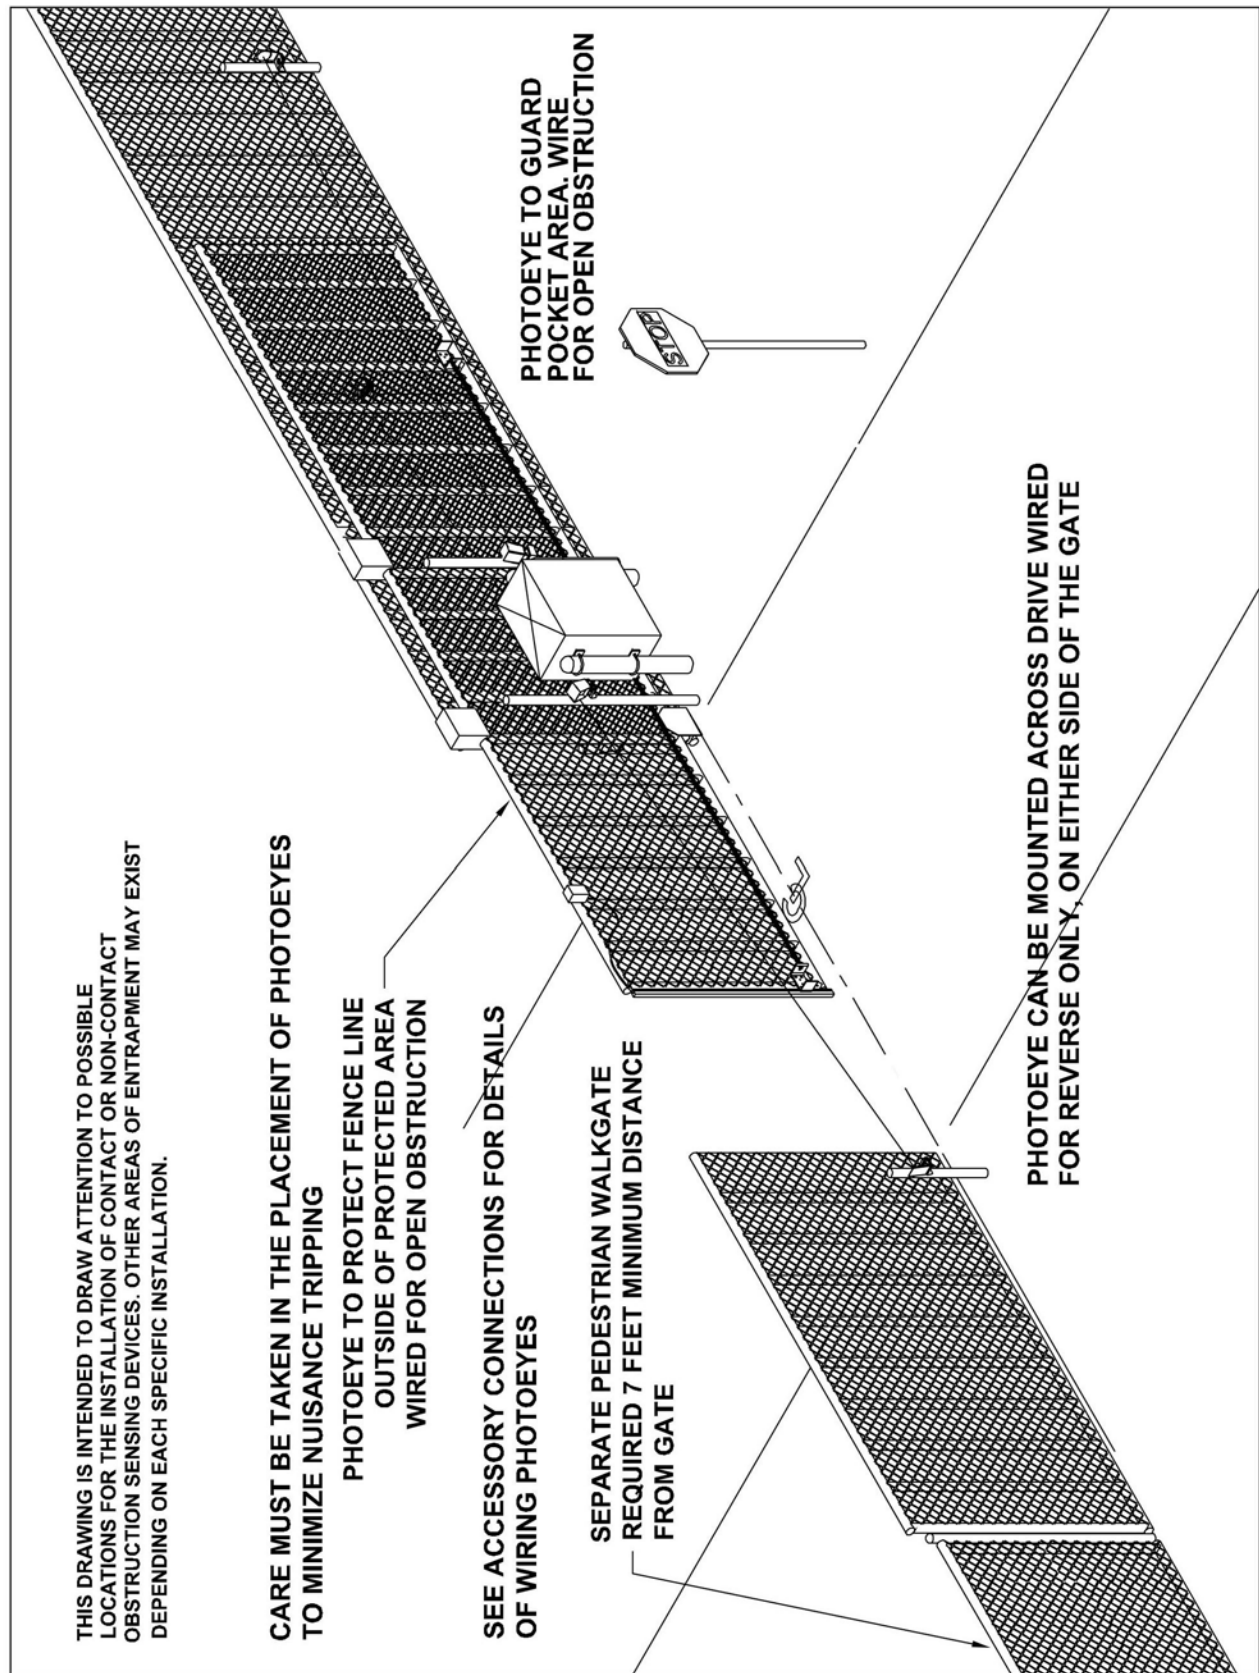 THIS DRAWING IS INTENDED TO DRAW ATTENTION TO POSSIBLE
LOCATIONS FOR THE INSTALLATION OF CONTACT OR NON-CONTACT
OBSTRUCTION SENSING DEVICES. OTHER AREAS OF ENTRAPMENT MAY EXIST
DEPENDING ON EACH SPECIFIC INSTALLATION.
CARE MUST BE TAKEN IN THE PLACEMENT OF PHOTOEYES
TO MINIMIZE NUISANCE TRIPPING
PHOTOEYE TO PROTECT FENCE LINE
OUTSIDE OF PROTECTED AREA
WIRED FOR OPEN OBSTRUCTION
SEE ACCESSORY CONNECTIONS FOR DETAILS
OF WIRING PHOTOEYES
SEPARATE PEDESTRIAN WALKGATE
REQUIRED 7 FEET MINIMUM DISTANCE
FROM GATE
PHOTOEYE TO GUARD
POCKET AREA. WIRE
FOR OPEN OBSTRUCTION
STOP
CL
PHOTOEYE CAN BE MOUNTED ACROSS DRIVE WIRED
FOR REVERSE ONLY, ON EITHER SIDE OF THE GATE